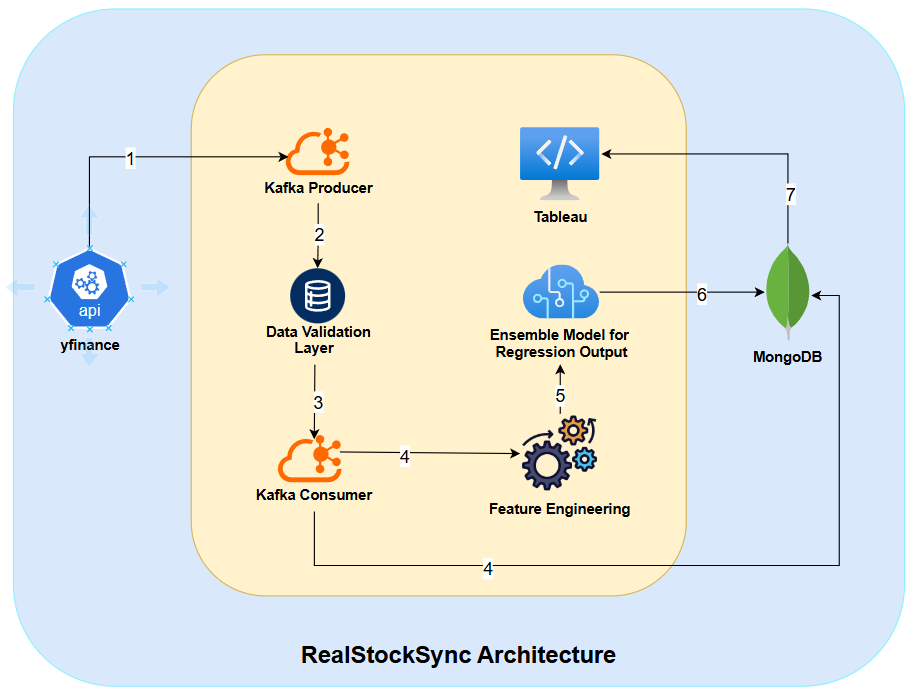 1
Kafka Producer
</>
Tableau
7
2
api
yfinance
Data Validation
Layer
Ensemble Model for
Regression Output
6
MongoDB
3
5
4
Kafka Consumer
Feature Engineering
4
RealStockSync Architecture